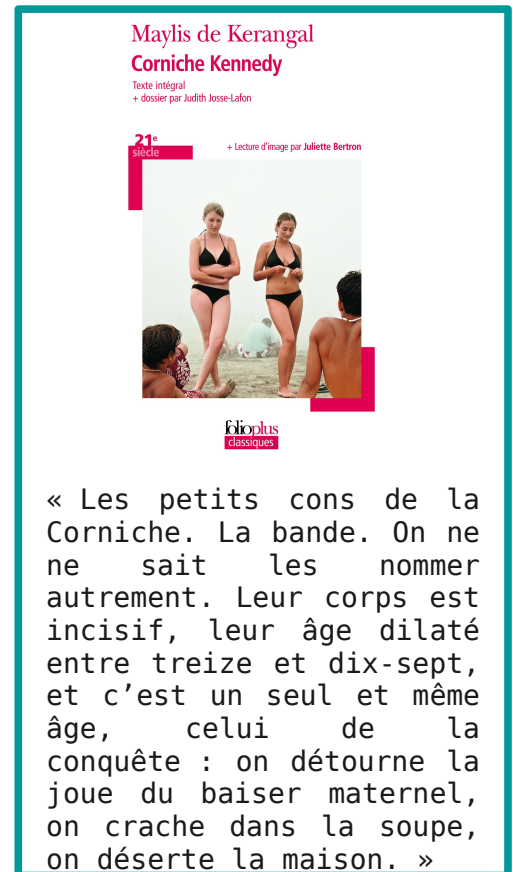 Maylis de Kerangal
Corniche Kennedy
Texte intégral
+ dossier par Judith Josse-Lafon
21e
siècle
+ Lecture d'image par Juliette Bertron
folioplus
classiques
« Les petits cons de la
Corniche. La bande. On ne
ne sait les nommer
autrement. Leur corps est
incisif, leur âge dilaté
entre treize et dix-sept,
et c’est un seul et même
âge, celui de la
conquête : on détourne la
joue du baiser maternel,
on crache dans la soupe,
on déserte la maison. »